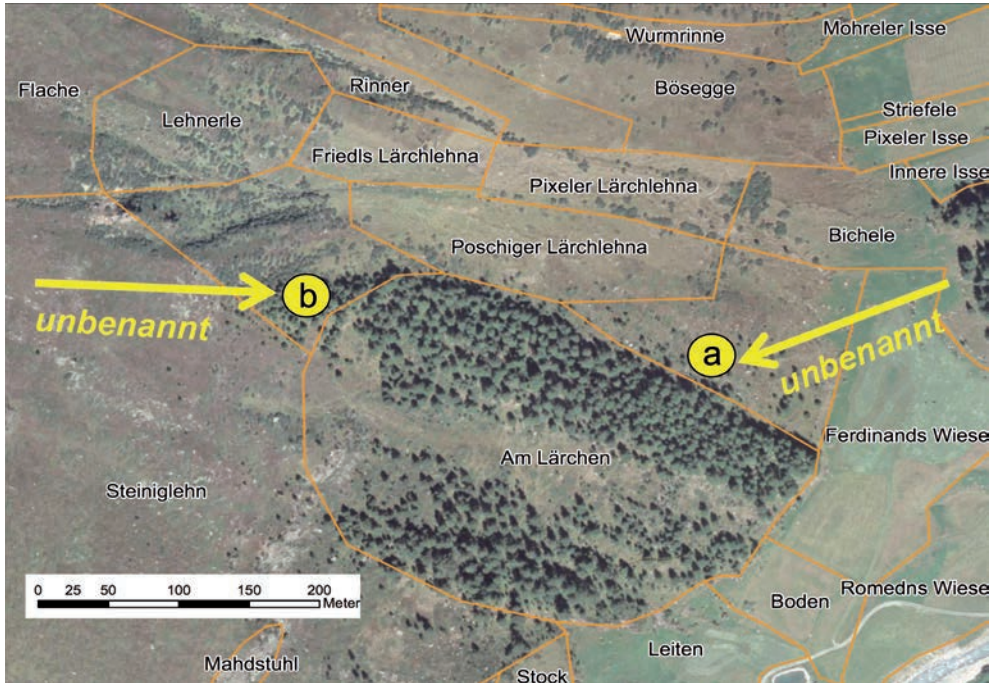 Wurmrinne
Mohreler Isse
Flache
Rinner
Bösegge
Lehnerle
Striefele
Friedls Lärchlehna
Pixeler Isse
Pixeler Lärchlehna
Innere Isse
Poschiger Lärchlehna
Bichele
b
unbenannt
a
unbenannt
Ferdinands Wiese
Am Lärchen
Steiniglehn
0 25 50 100 150 200
Meter
Boden
Romedns Wiese
Leiten
Mahdstuhl
Stock